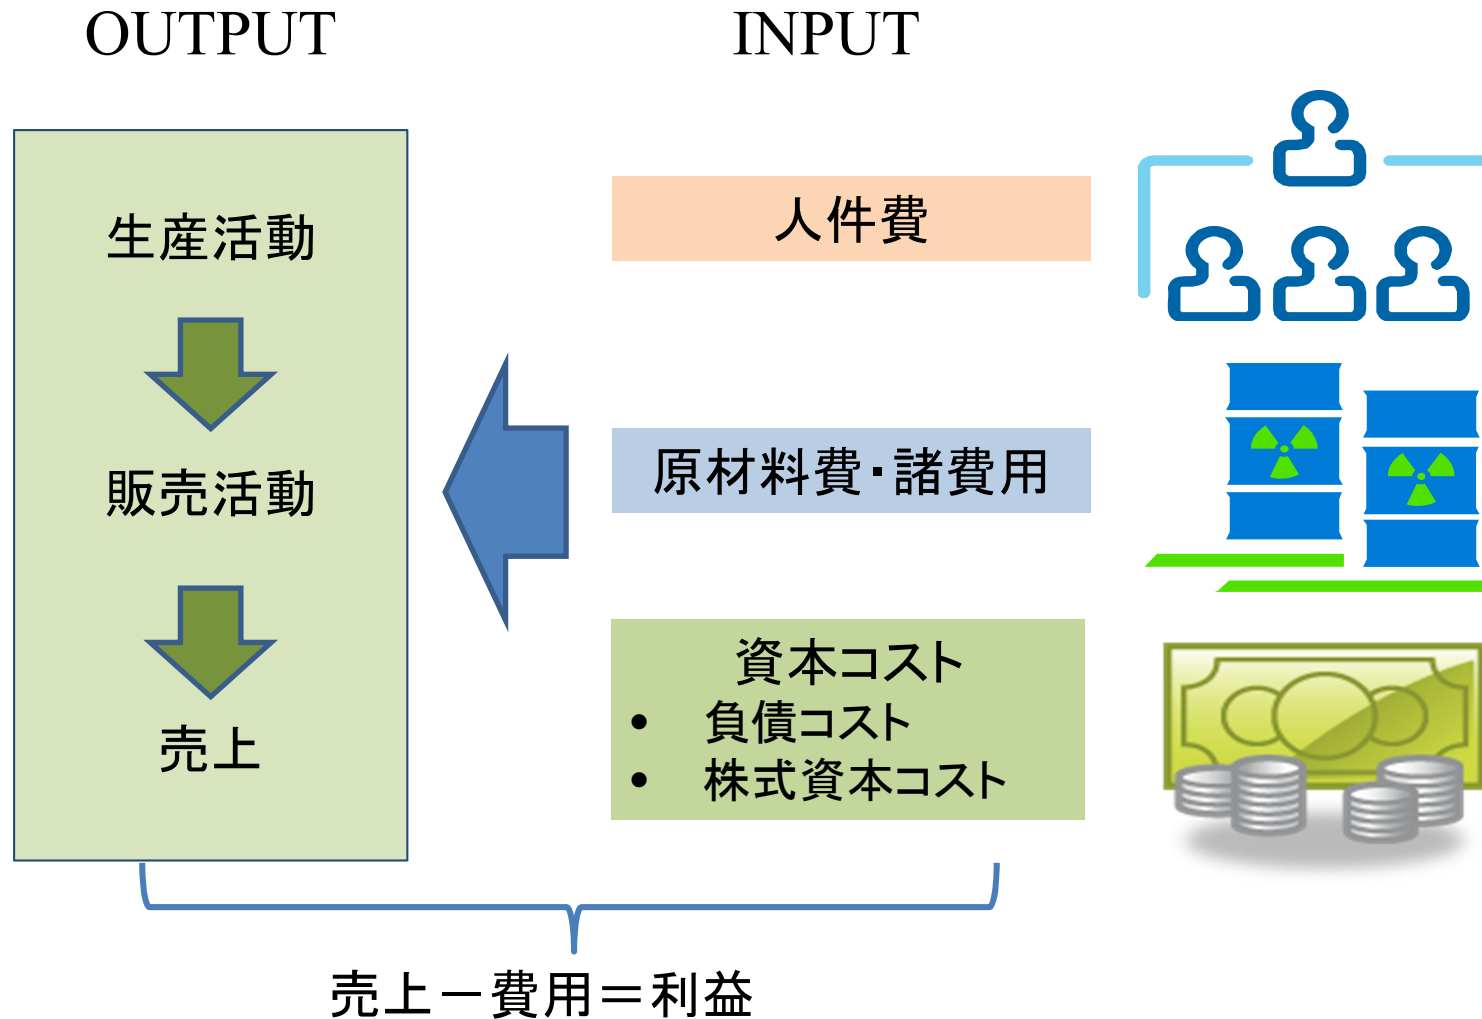 OUTPUT
INPUT
生産活動
販売活動
売上
人件費
原材料費・諸費用
資本コスト
• 負債コスト
• 株式資本コスト
売上－費用＝利益